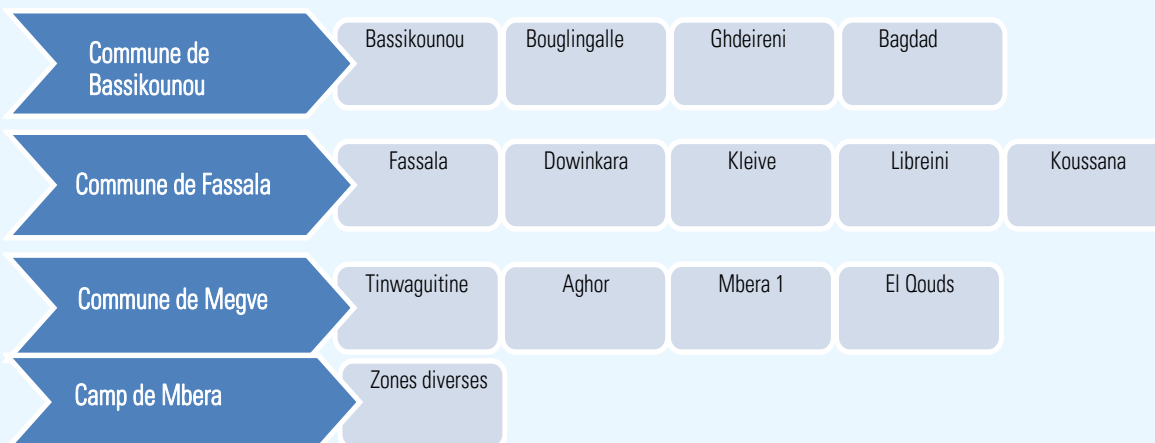 Commune de
Bassikounou
Bassikounou
Bouglingalle
Ghdeireni
Bagdad
Commune de Fassala
Fassala
Dowinkara
Kleive
Libreini
Koussana
Commune de Megve
Tinwaguitine
Aghor
Mbera 1
El Qouds
Camp de Mbera
Zones diverses